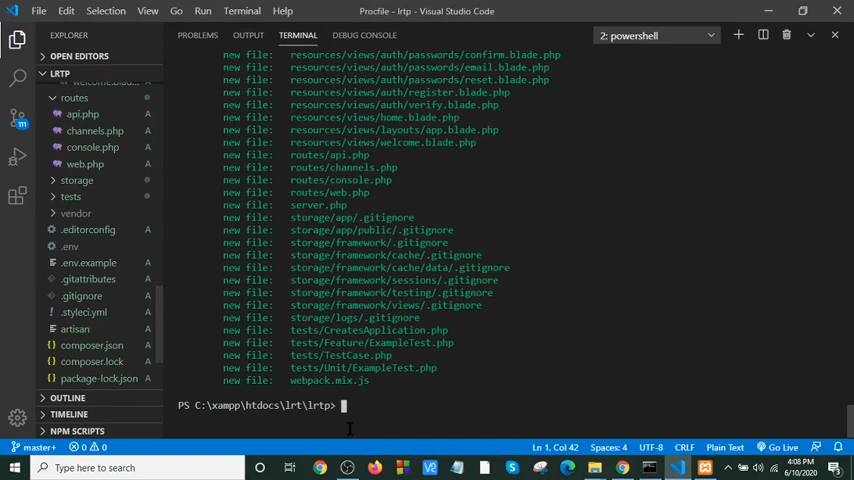 File Edit Selection View Go Run Terminal Help Procfile - lrtp - Visual Studio Code
EXPLORER
OPEN EDITORS
LRTP
welcome.blad...
routes
api.php A
channels.php A
console.php A
web.php A
storage
tests
vendor
.editorconfig A
.env
.env.example A
.gitattributes A
.gitignore A
.styleci.yml A
artisan A
composer.json A
composer.lock A
package-lock.json A
OUTLINE
TIMELINE
NPM SCRIPTS
111
PROBLEMS OUTPUT TERMINAL DEBUG CONSOLE 2: powershell
new file: resources/views/auth/passwords/confirm.blade.php
new file: resources/views/auth/passwords/email.blade.php
new file: resources/views/auth/passwords/reset.blade.php
new file: resources/views/auth/register.blade.php
new file: resources/views/auth/verify.blade.php
new file: resources/views/home.blade.php
new file: resources/views/layouts/app.blade.php
new file: resources/views/welcome.blade.php
new file: routes/api.php
new file: routes/channels.php
new file: routes/console.php
new file: routes/web.php
new file: server.php
new file: storage/app/.gitignore
new file: storage/app/public/.gitignore
new file: storage/framework/.gitignore
new file: storage/framework/cache/.gitignore
new file: storage/framework/cache/data/.gitignore
new file: storage/framework/sessions/.gitignore
new file: storage/framework/testing/.gitignore
new file: storage/framework/views/.gitignore
new file: storage/logs/.gitignore
new file: tests/CreatesApplication.php
new file: tests/Feature/ExampleTest.php
new file: tests/TestCase.php
new file: tests/Unit/ExampleTest.php
new file: webpack.mix.js
PS C:\xampp\htdocs\lrt\lrtp>
master+ 0 0 Ln 1, Col 42 Spaces: 4 UTF-8 CRLF Plain Text Go Live
Type here to search
4:08 PM
6/10/2020
3